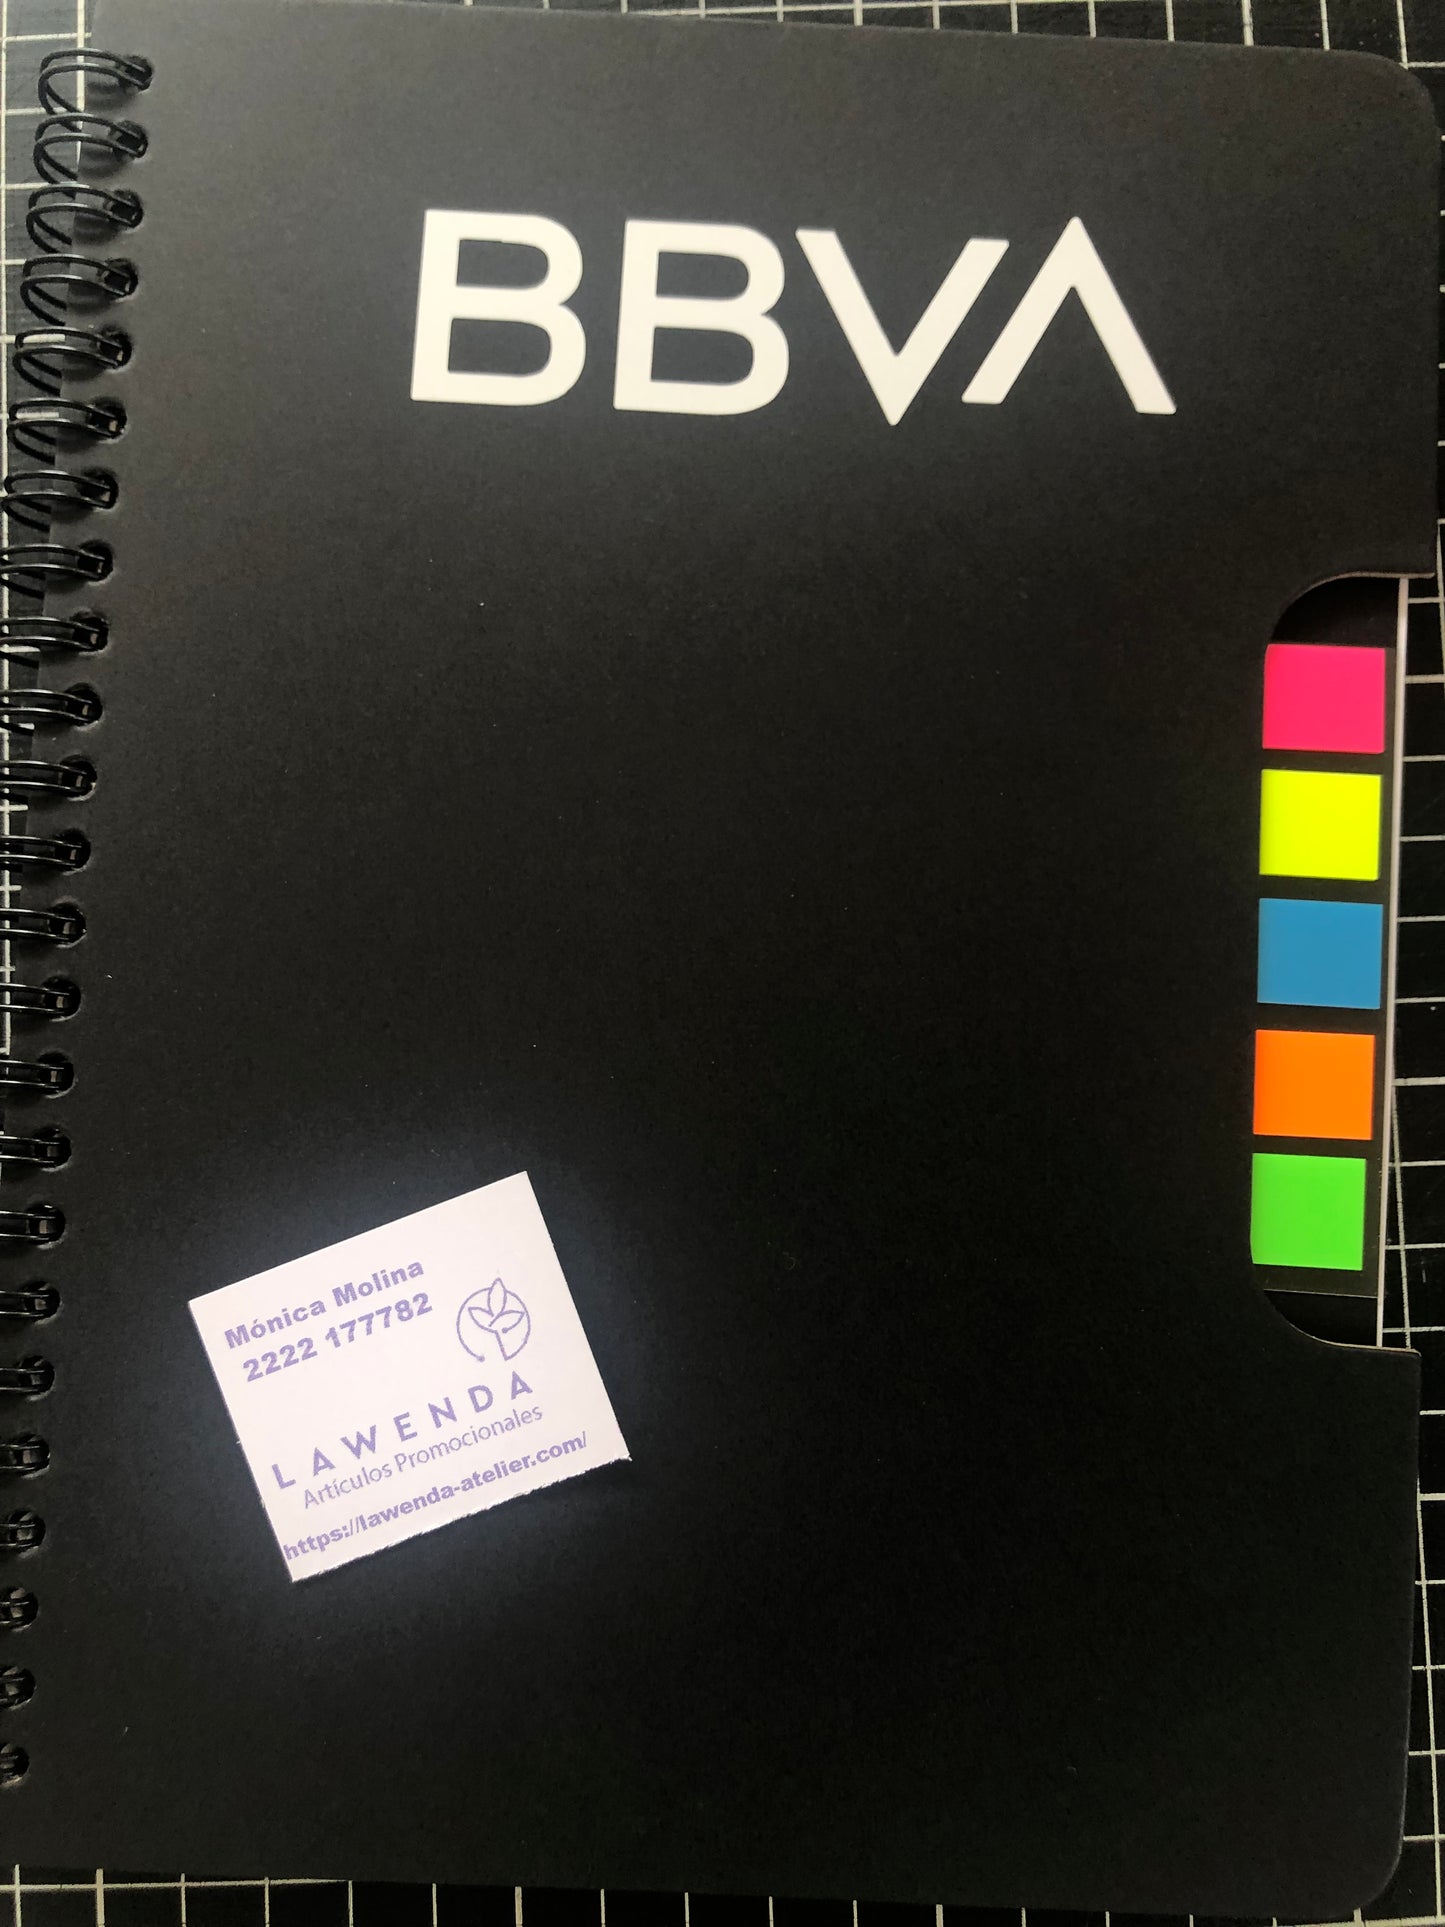 BBVA
Mónica Molina
2222 177782
LAWENDA
Artículos Promocionales
https://lawenda-atelier.com/